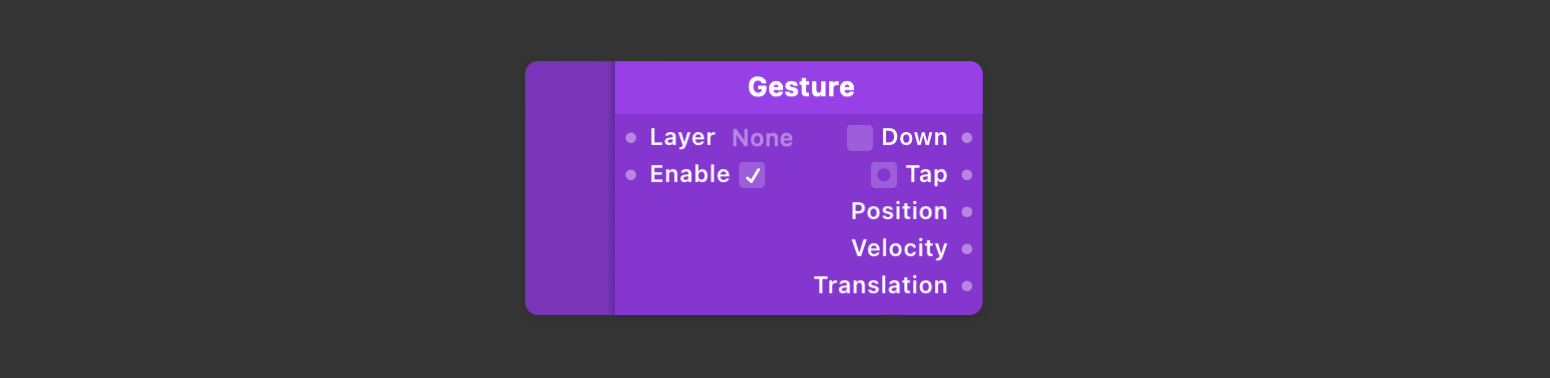 Gesture
Layer None Down
Enable Tap
Position
Velocity
Translation